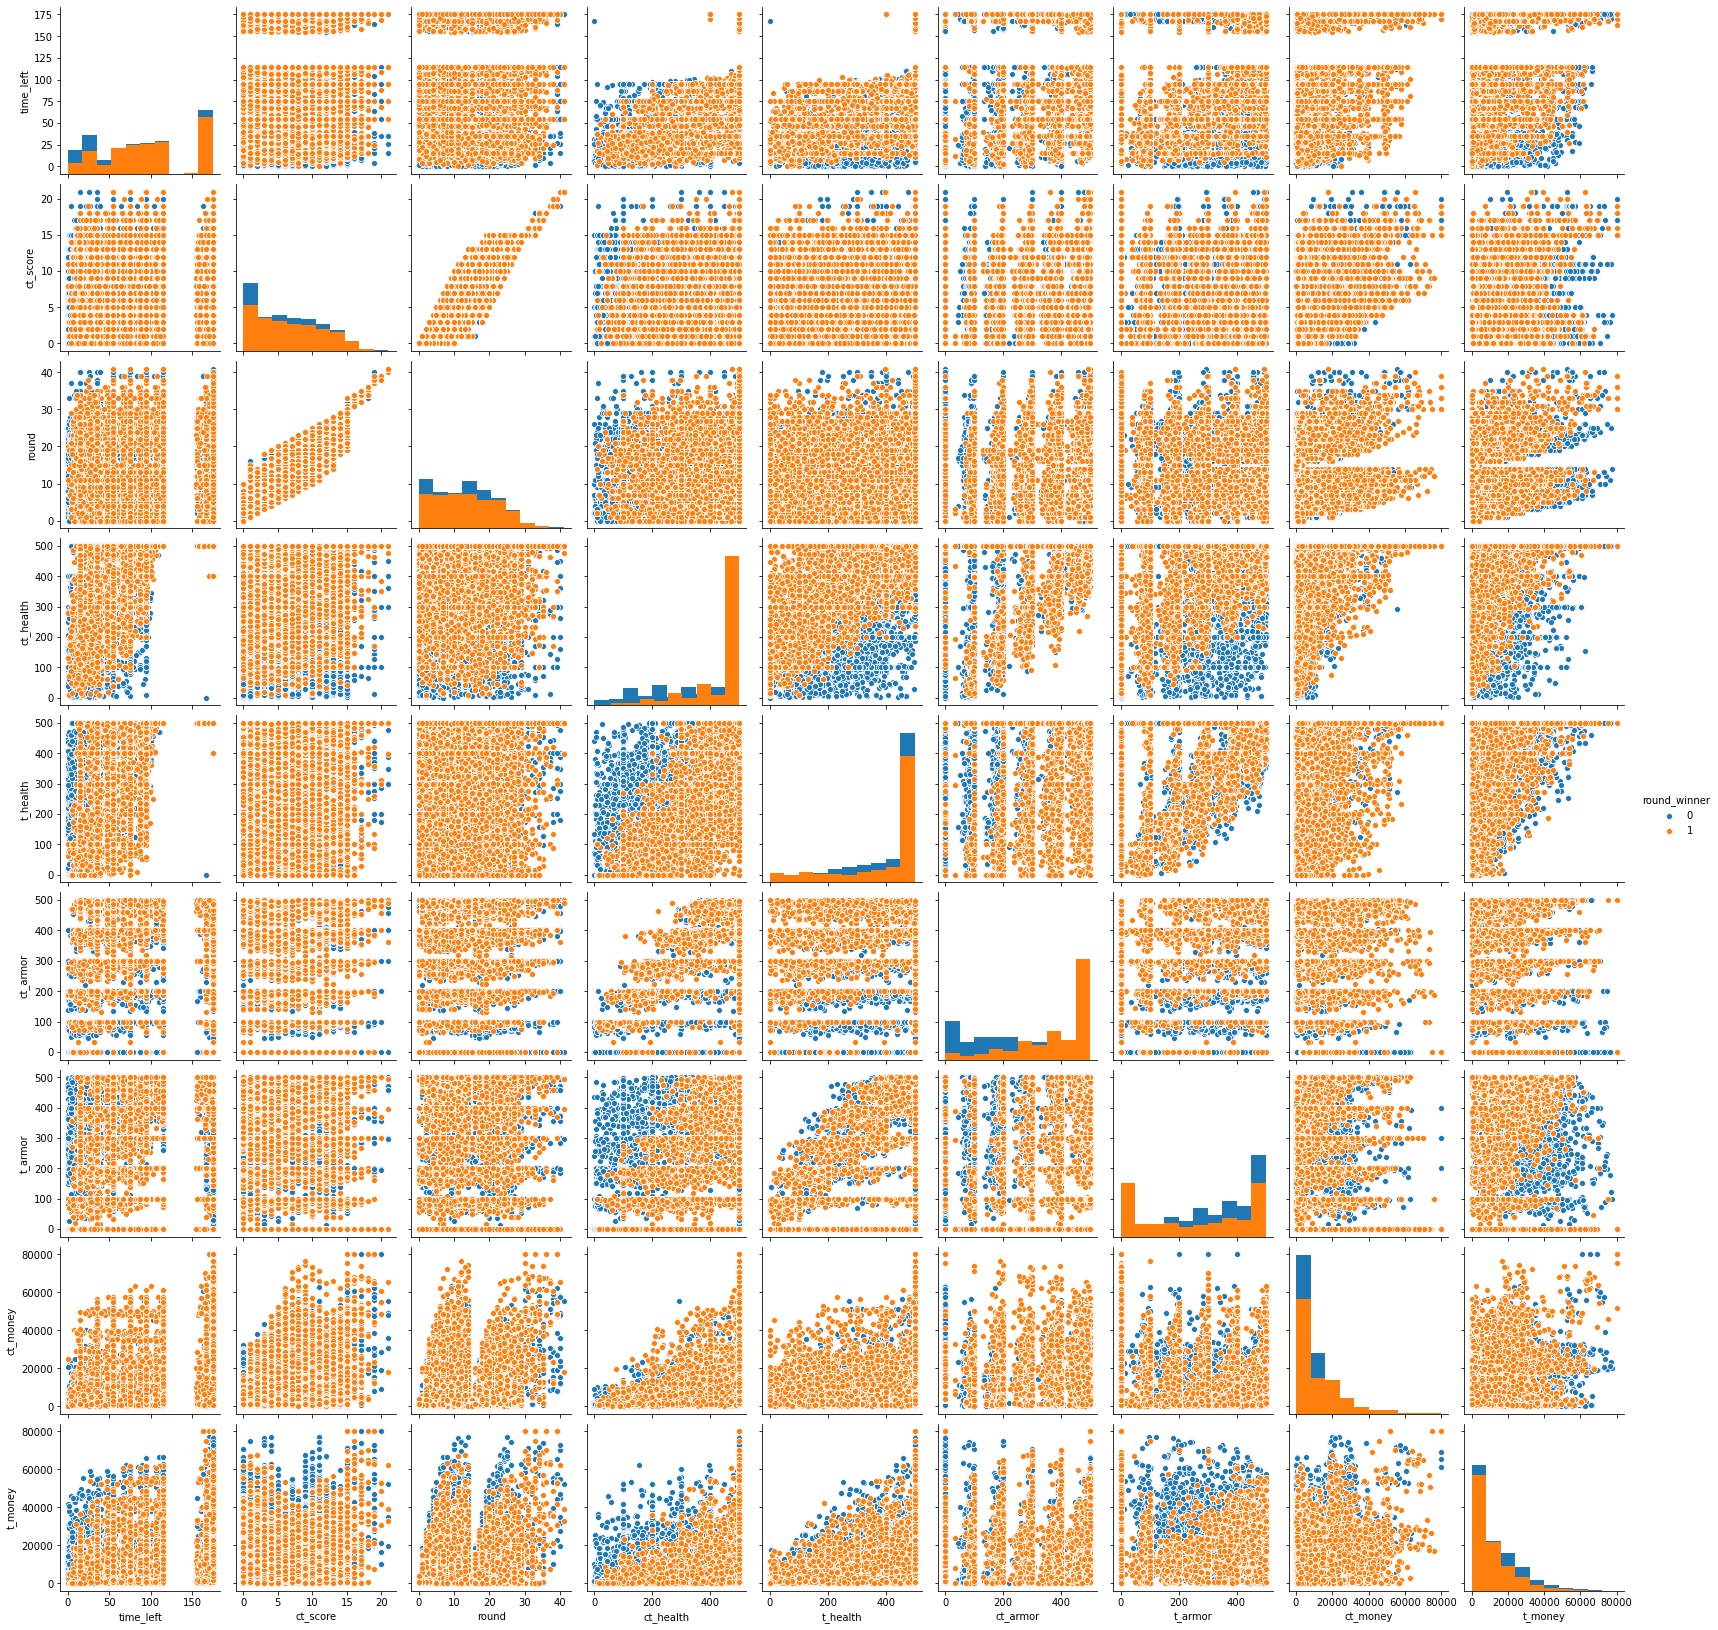 175
150
125
100
75
50
25
0
time_left
20
15
10
5
0
ct_score
40
30
20
10
0
round
500
400
300
200
100
0
ct_health
500
400
300
200
100
0
t_health
round_winner
0
1
500
400
300
200
100
0
ct_armor
500
400
300
200
100
0
t_armor
80000
60000
40000
20000
0
ct_money
80000
60000
40000
20000
0
t_money
0 50 100 150
0 5 10 15 20
0 10 20 30 40
0 200 400
0 200 400
0 200 400
0 200 400
0 20000 40000 60000 80000
0 20000 40000 60000 80000
time_left ct_score round ct_health t_health ct_armor t_armor ct_money t_money